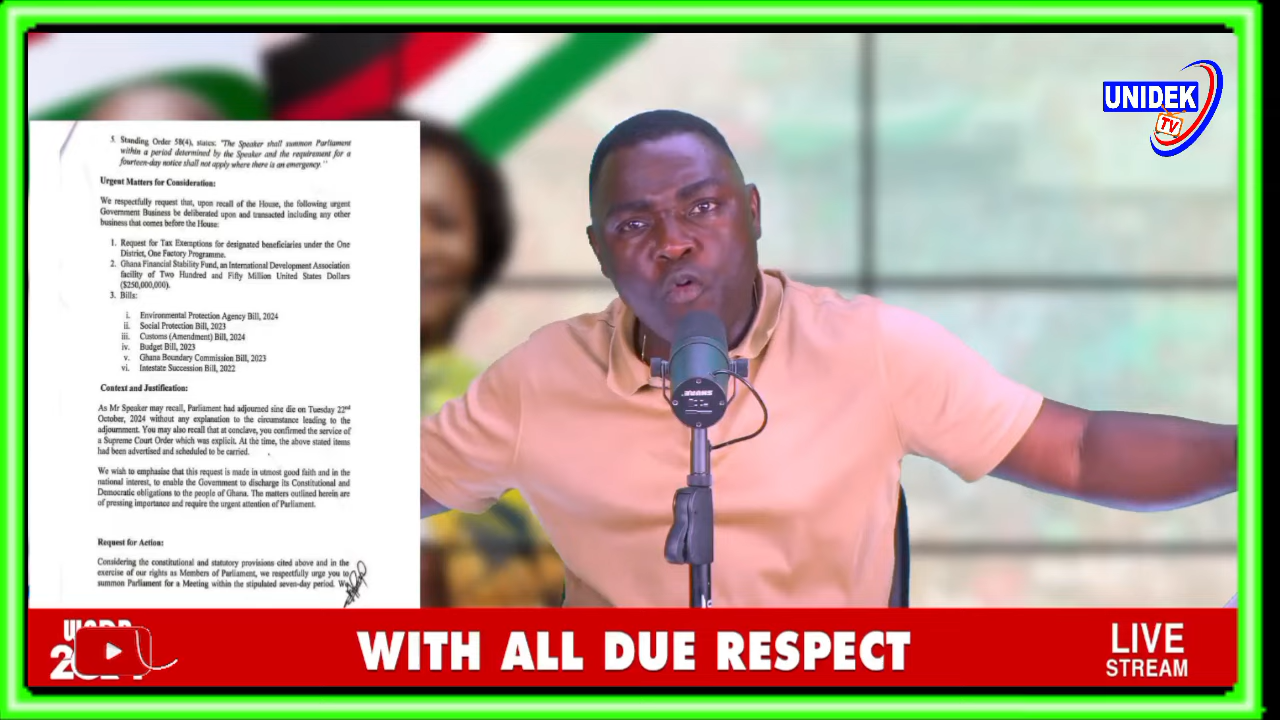 UNIDEK
TV
5. Standing Order 58(4), states: "The Speaker shall summon Parliament
within a period determined by the Speaker and the requirement for a
fourteen-day notice shall not apply where there is an emergency."
Urgent Matters for Consideration:
We respectfully request that, upon recall of the House, the following urgent
Government Business be deliberated upon and transacted including any other
business that comes before the House:
1. Request for Tax Exemptions for designated beneficiaries under the One
District, One Factory Programme.
2. Ghana Financial Stability Fund, an International Development Association
facility of Two Hundred and Fifty Million United States Dollars
($250,000,000).
3. Bills:
i. Environmental Protection Agency Bill, 2024
ii. Social Protection Bill, 2023
iii. Customs (Amendment) Bill, 2024
iv. Budget Bill, 2023
v. Ghana Boundary Commission Bill, 2023
vi. Intestate Succession Bill, 2022
Context and Justification:
As Mr Speaker may recall, Parliament had adjourned sine die on Tuesday 22nd
October, 2024 without any explanation to the circumstance leading to the
adjournment. You may also recall that at conclave, you confirmed the service of
a Supreme Court Order which was explicit. At the time, the above stated items
had been advertised and scheduled to be carried.
We wish to emphasise that this request is made in utmost good faith and in the
national interest, to enable the Government to discharge its Constitutional and
Democratic obligations to the people of Ghana. The matters outlined herein are
of pressing importance and require the urgent attention of Parliament.
Request for Action:
Considering the constitutional and statutory provisions cited above and in the
exercise of our rights as Members of Parliament, we respectfully urge you to
summon Parliament for a Meeting within the stipulated seven-day period. We
WITH ALL DUE RESPECT
LIVE
STREAM